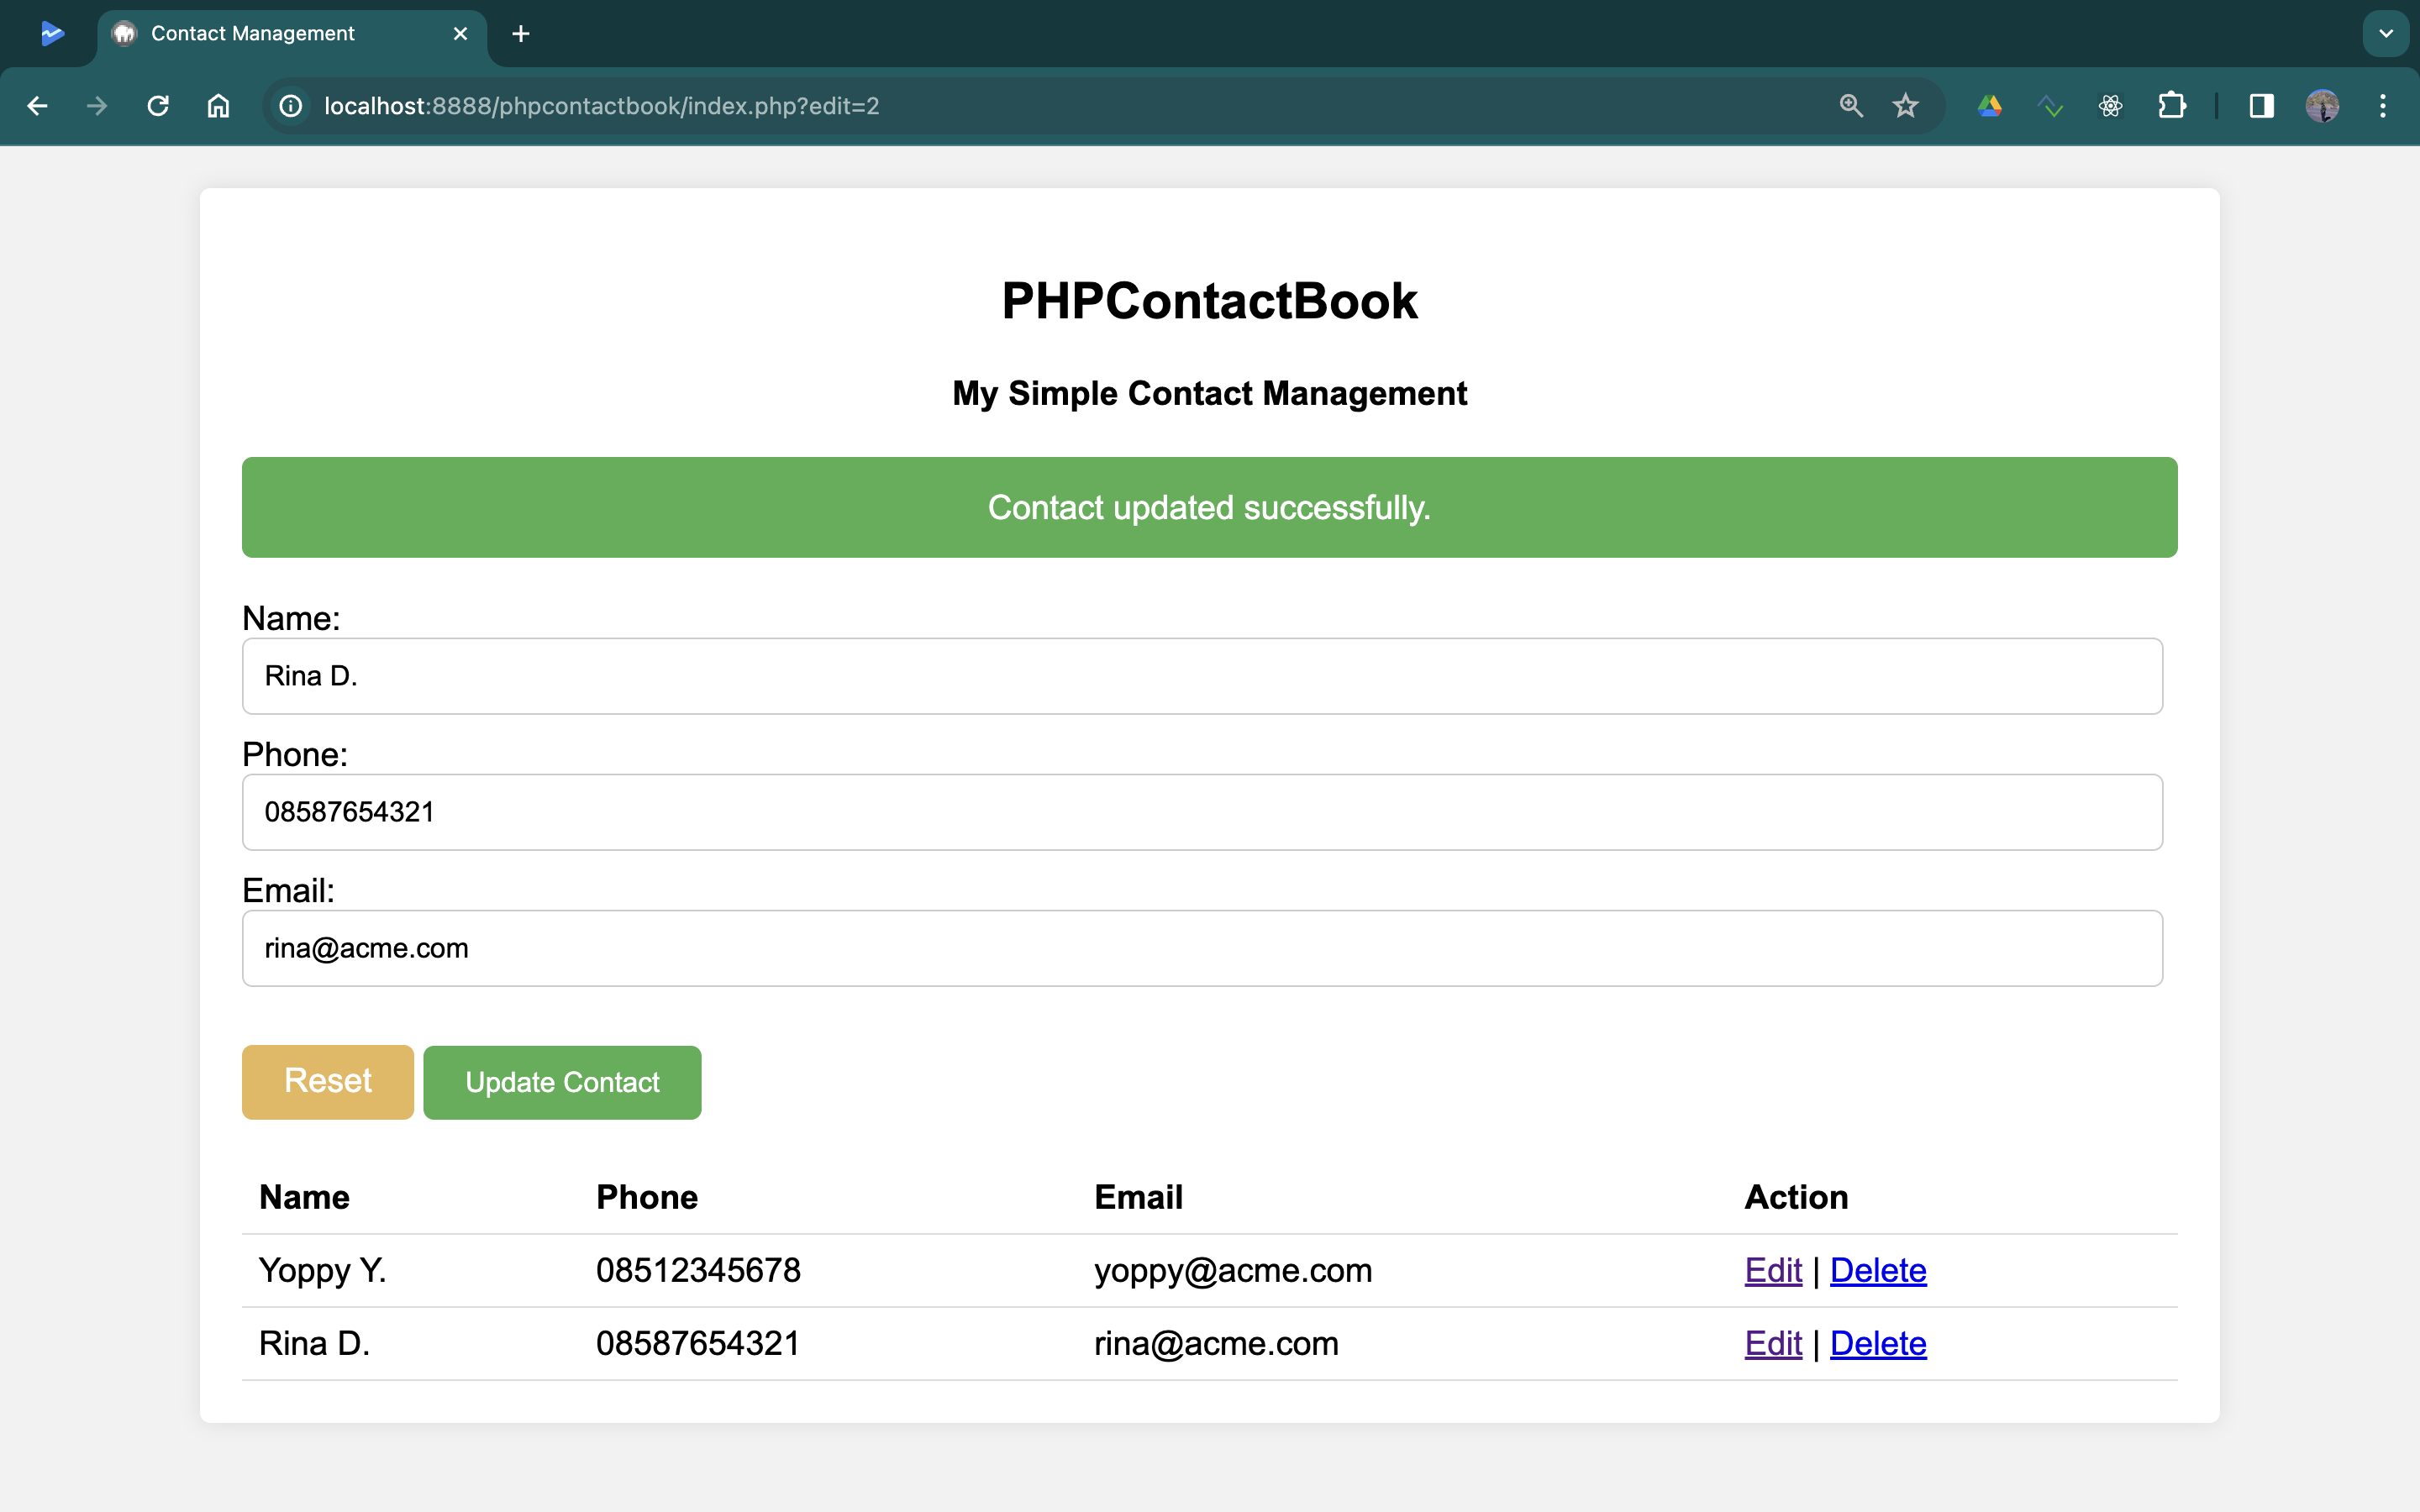 Contact Management
localhost:8888/phpcontactbook/index.php?edit=2
PHPContactBook
My Simple Contact Management
Contact updated successfully.
Name:
Rina D.
Phone:
08587654321
Email:
rina@acme.com
Reset Update Contact
Name Phone Email Action
Yoppy Y. 08512345678 yoppy@acme.com Edit | Delete
Rina D. 08587654321 rina@acme.com Edit | Delete